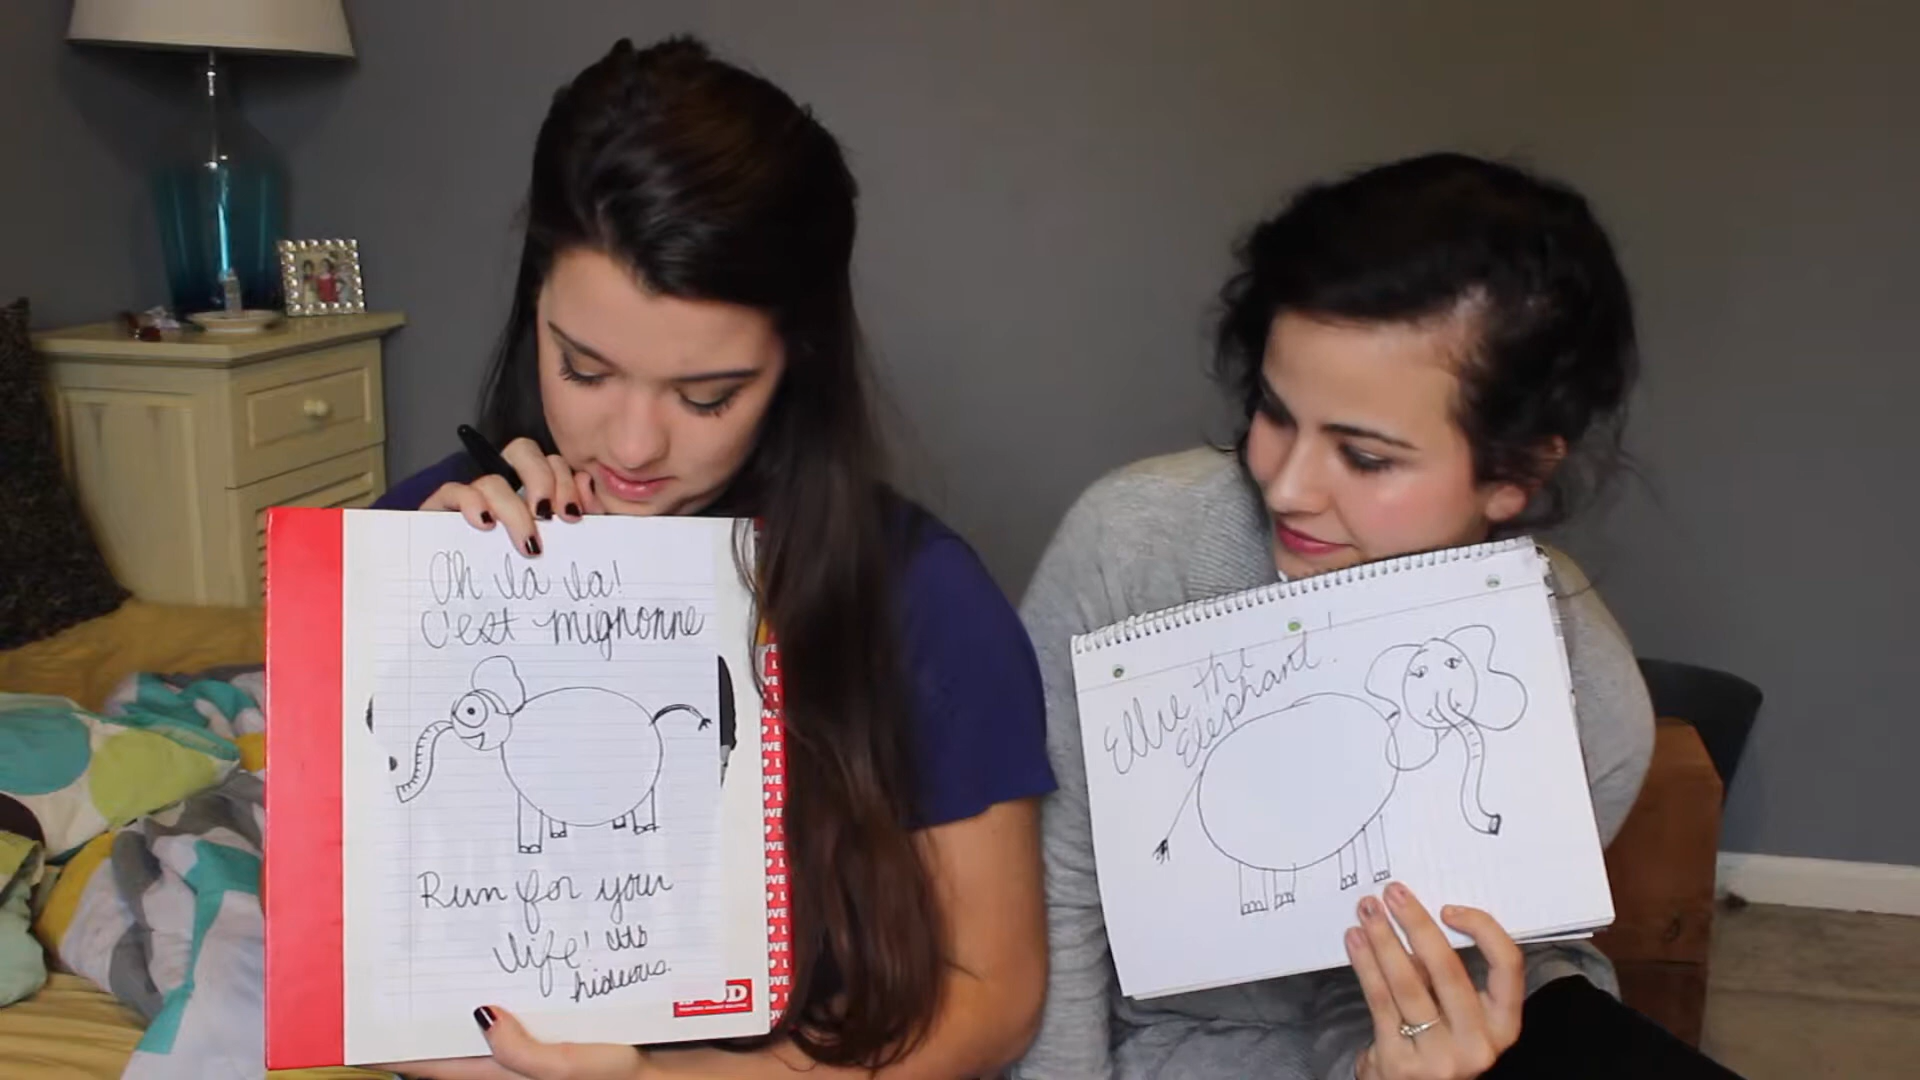 Oh la la!
c'est mignonne
Run for your
life! its
hideous.
Ellie the
Elephant!